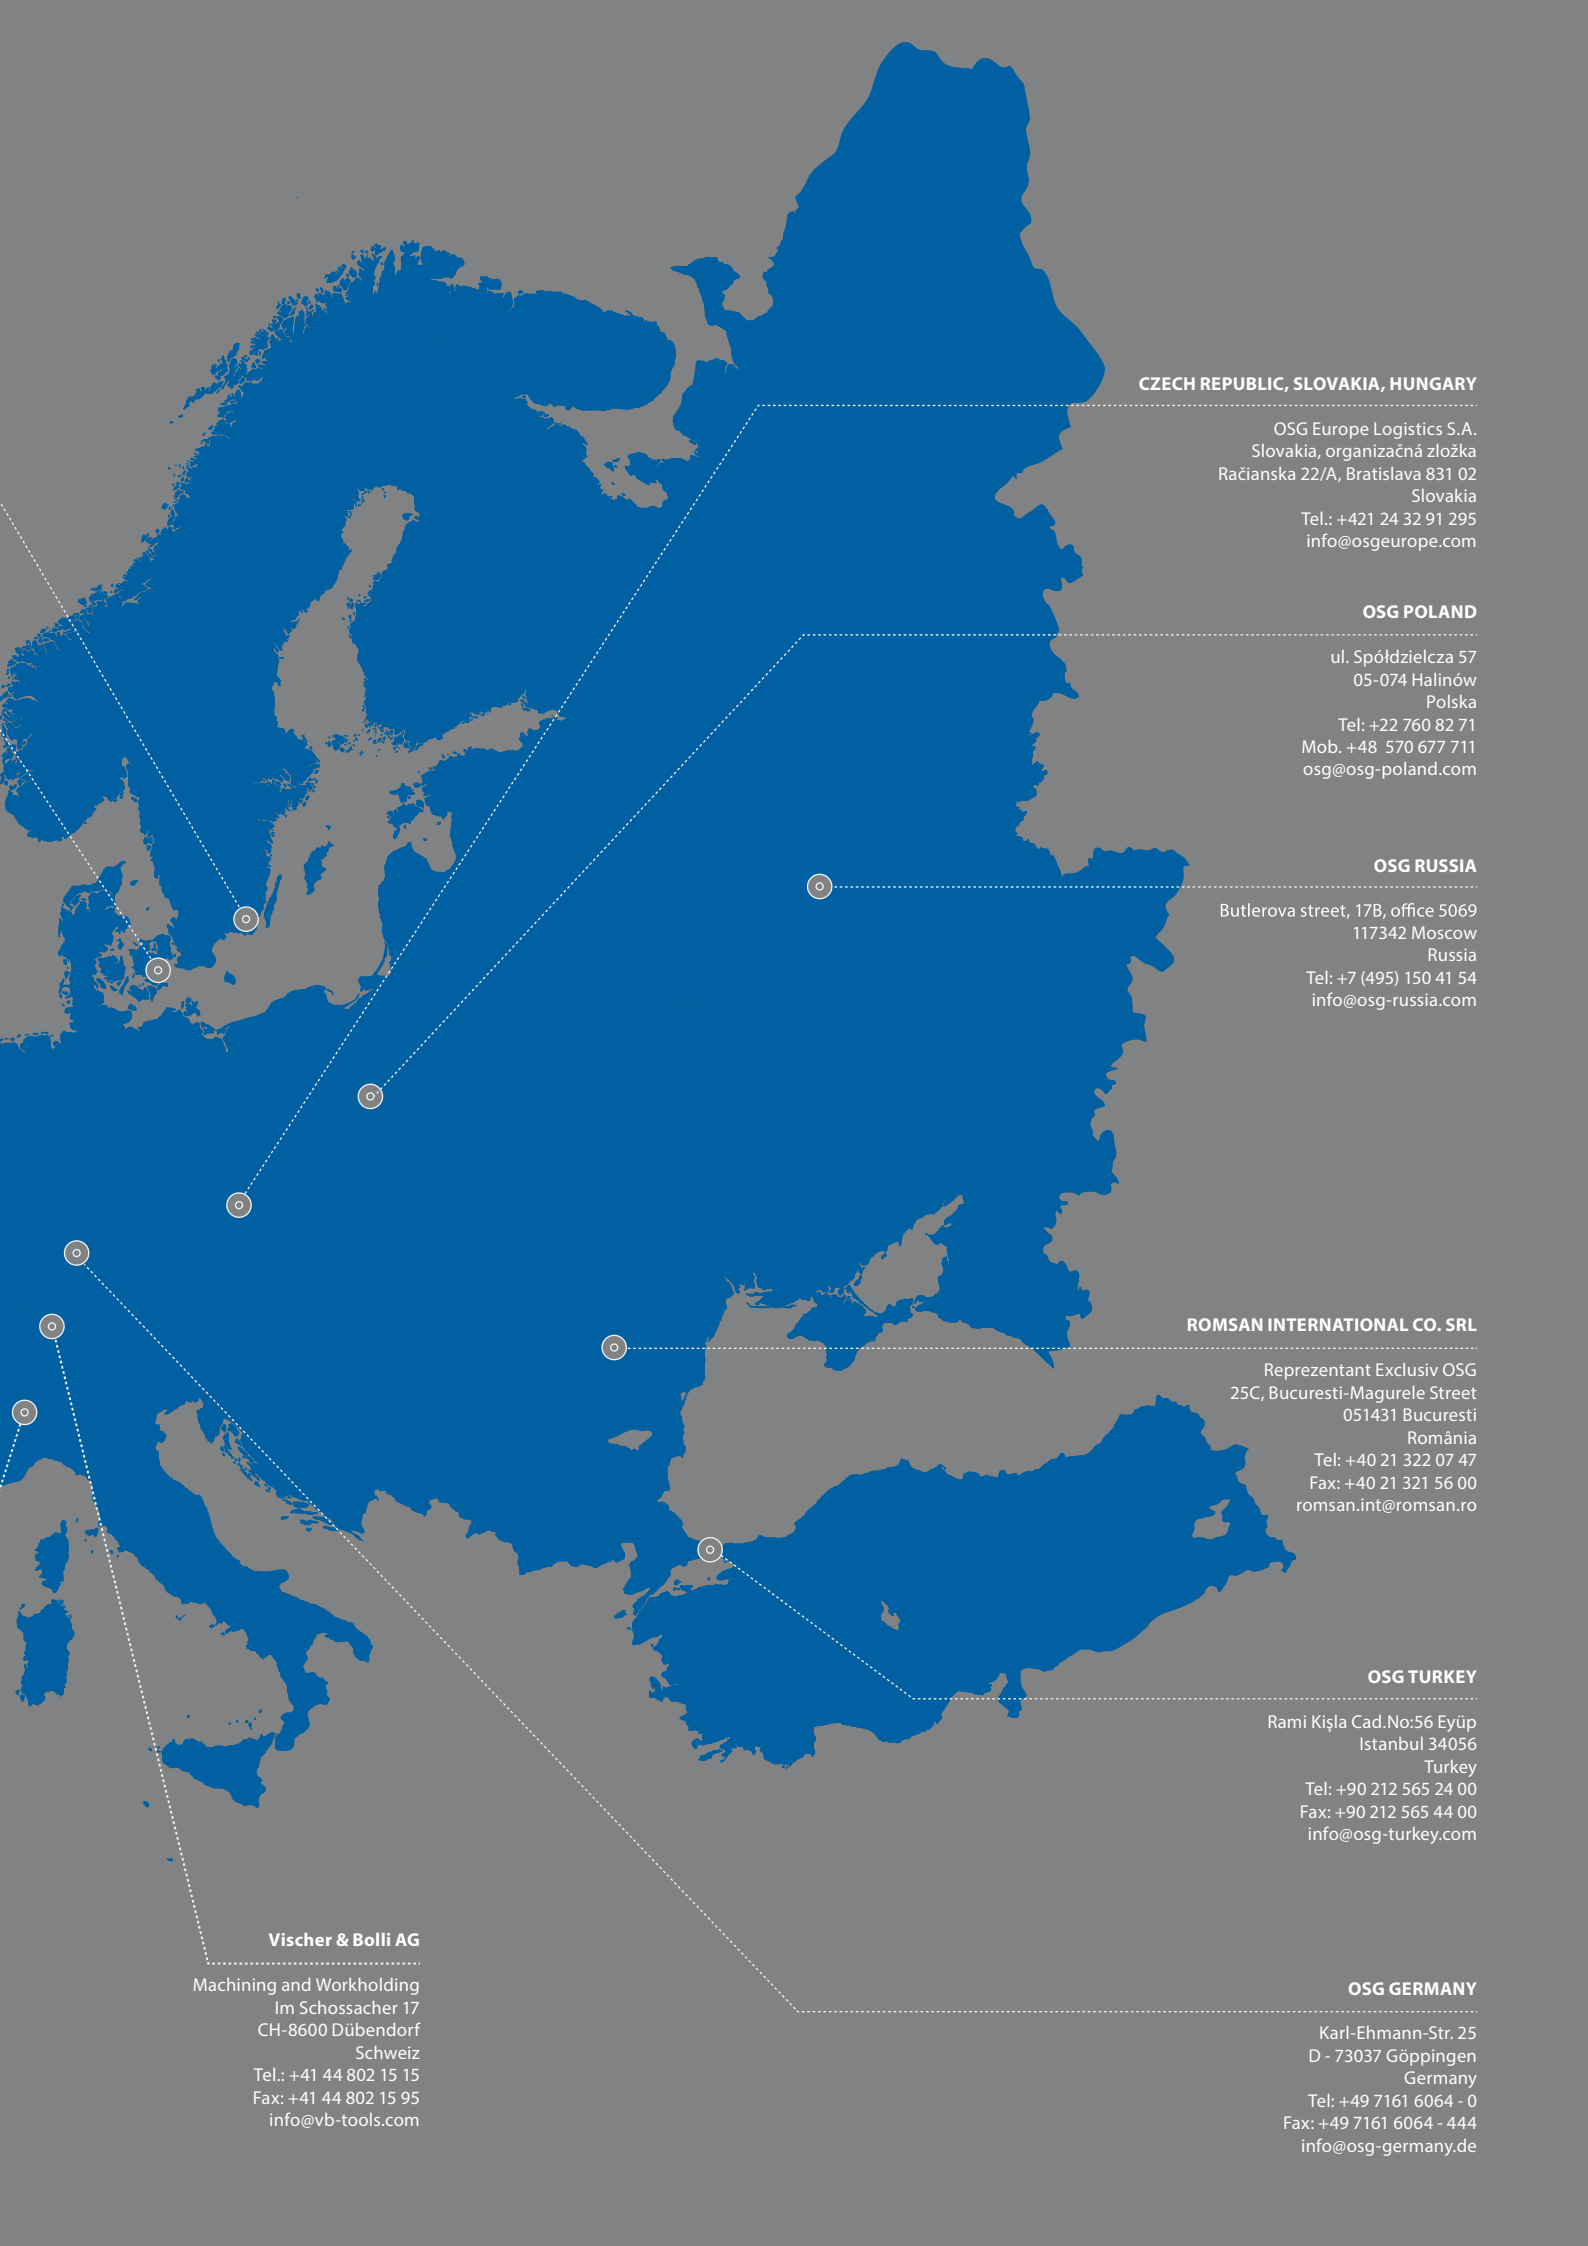 CZECH REPUBLIC, SLOVAKIA, HUNGARY
OSG Europe Logistics S.A.
Slovakia, organizačná zložka
Račianska 22/A, Bratislava 831 02
Slovakia
Tel.: +421 24 32 91 295
info@osgeurope.com
OSG POLAND
ul. Spółdzielcza 57
05-074 Halinów
Polska
Tel: +22 760 82 71
Mob. +48 570 677 711
osg@osg-poland.com
OSG RUSSIA
Butlerova street, 17B, office 5069
117342 Moscow
Russia
Tel: +7 (495) 150 41 54
info@osg-russia.com
ROMSAN INTERNATIONAL CO. SRL
Reprezentant Exclusiv OSG
25C, Bucuresti-Magurele Street
051431 Bucuresti
România
Tel: +40 21 322 07 47
Fax: +40 21 321 56 00
romsan.int@romsan.ro
OSG TURKEY
Rami Kişla Cad.No:56 Eyüp
Istanbul 34056
Turkey
Tel: +90 212 565 24 00
Fax: +90 212 565 44 00
info@osg-turkey.com
Vischer & Bolli AG
Machining and Workholding
Im Schossacher 17
CH-8600 Dübendorf
Schweiz
Tel.: +41 44 802 15 15
Fax: +41 44 802 15 95
info@vb-tools.com
OSG GERMANY
Karl-Ehmann-Str. 25
D - 73037 Göppingen
Germany
Tel: +49 7161 6064 - 0
Fax: +49 7161 6064 - 444
info@osg-germany.de